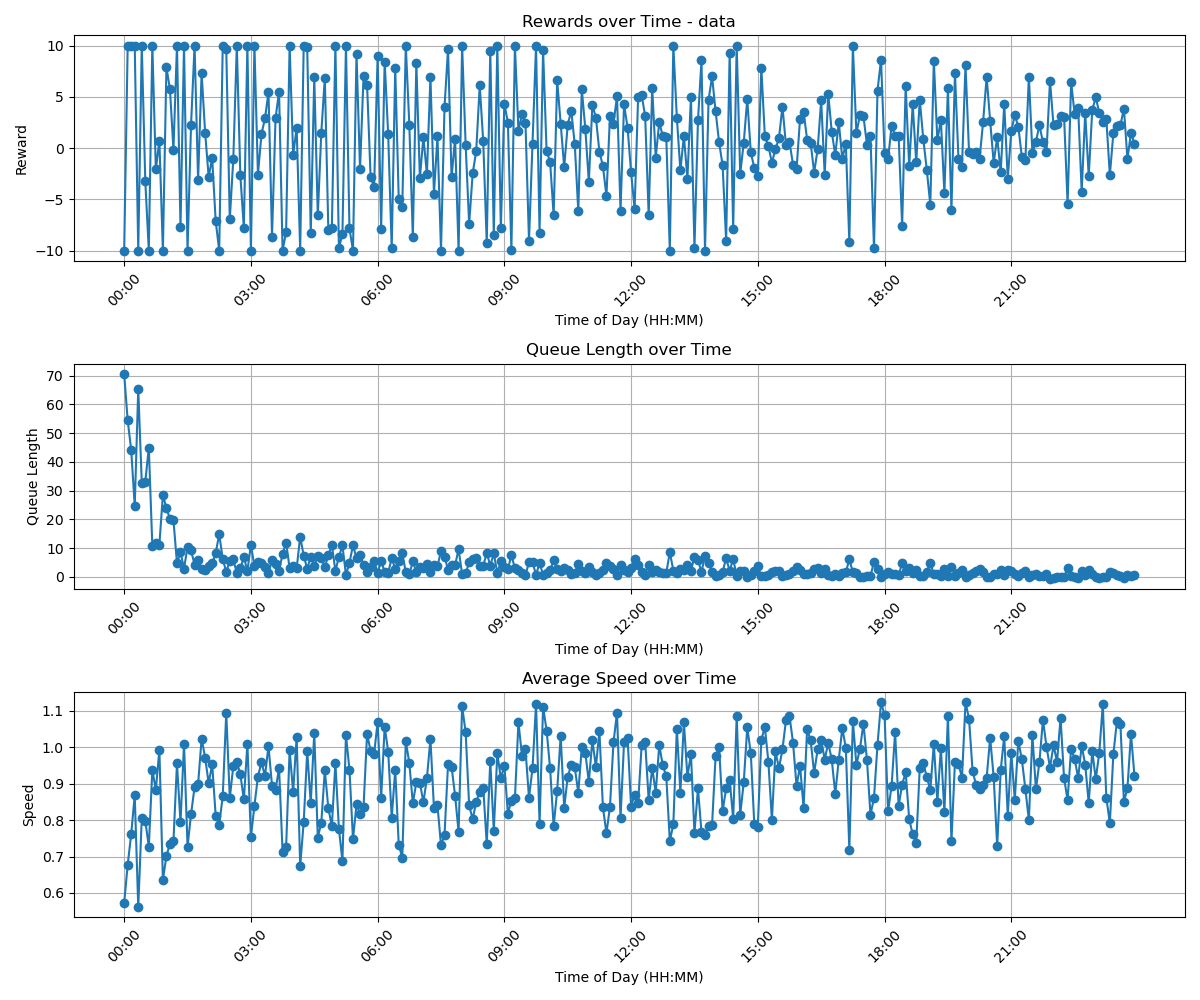 Rewards over Time - data
10
5
0
−5
−10
Reward
00:00 03:00 06:00 09:00 12:00 15:00 18:00 21:00
Time of Day (HH:MM)
Queue Length over Time
70
60
50
40
30
20
10
0
Queue Length
00:00 03:00 06:00 09:00 12:00 15:00 18:00 21:00
Time of Day (HH:MM)
Average Speed over Time
1.1
1.0
0.9
0.8
0.7
0.6
Speed
00:00 03:00 06:00 09:00 12:00 15:00 18:00 21:00
Time of Day (HH:MM)